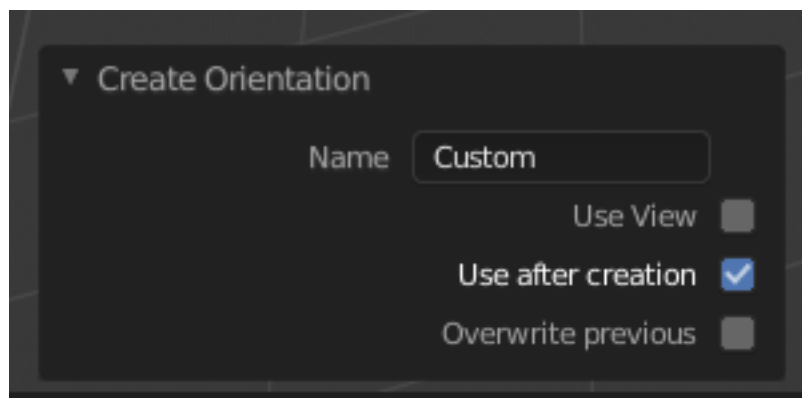 Create Orientation
Name Custom
Use View
Use after creation
Overwrite previous